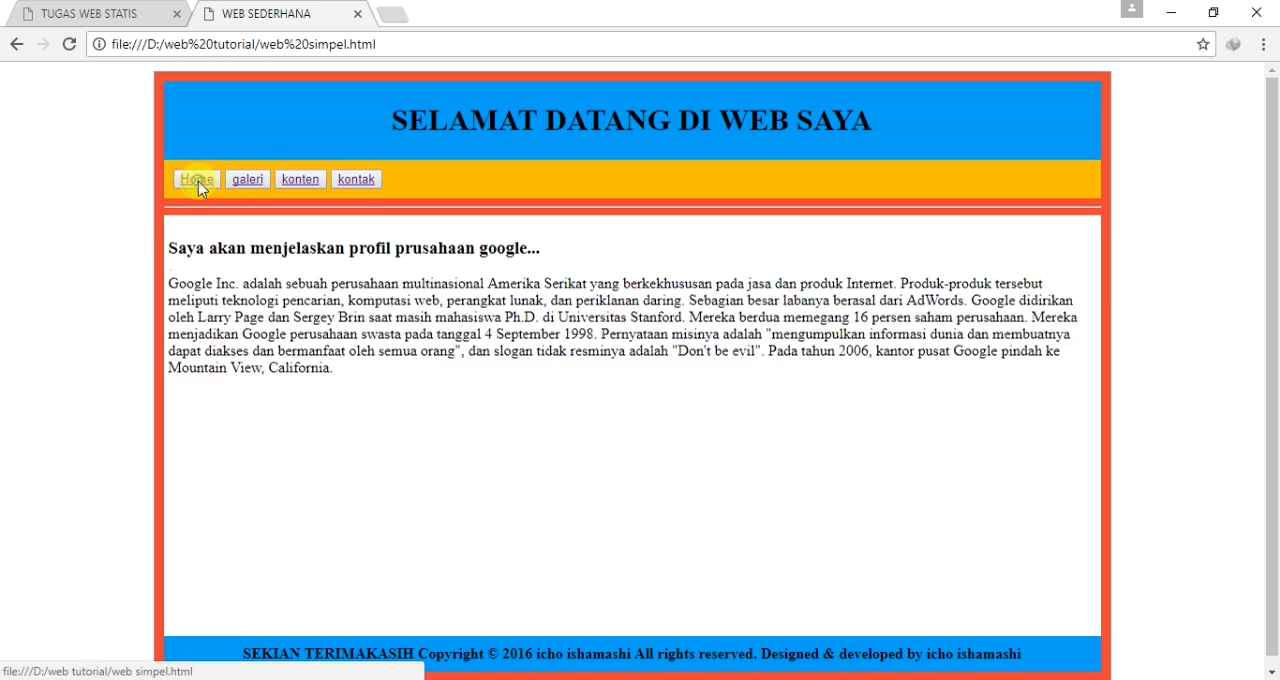 TUGAS WEB STATIS
WEB SEDERHANA
file:///D:/web%20tutorial/web%20simpel.html
SELAMAT DATANG DI WEB SAYA
Home galeri konten kontak
Saya akan menjelaskan profil prusahaan google...
Google Inc. adalah sebuah perusahaan multinasional Amerika Serikat yang berkekhususan pada jasa dan produk Internet. Produk-produk tersebut
meliputi teknologi pencarian, komputasi web, perangkat lunak, dan periklanan daring. Sebagian besar labanya berasal dari AdWords. Google didirikan
oleh Larry Page dan Sergey Brin saat masih mahasiswa Ph.D. di Universitas Stanford. Mereka berdua memegang 16 persen saham perusahaan. Mereka
menjadikan Google perusahaan swasta pada tanggal 4 September 1998. Pernyataan misinya adalah "mengumpulkan informasi dunia dan membuatnya
dapat diakses dan bermanfaat oleh semua orang", dan slogan tidak resminya adalah "Don't be evil". Pada tahun 2006, kantor pusat Google pindah ke
Mountain View, California.
SEKIAN TERIMAKASIH Copyright © 2016 icho ishamashi All rights reserved. Designed & developed by icho ishamashi
file:///D:/web tutorial/web simpel.html